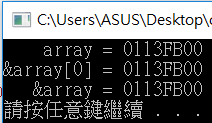 C:\Users\ASUS\Desktop\
array = 0113FB00
&array[0] = 0113FB00
&array = 0113FB00
請按任意鍵繼續 . . .